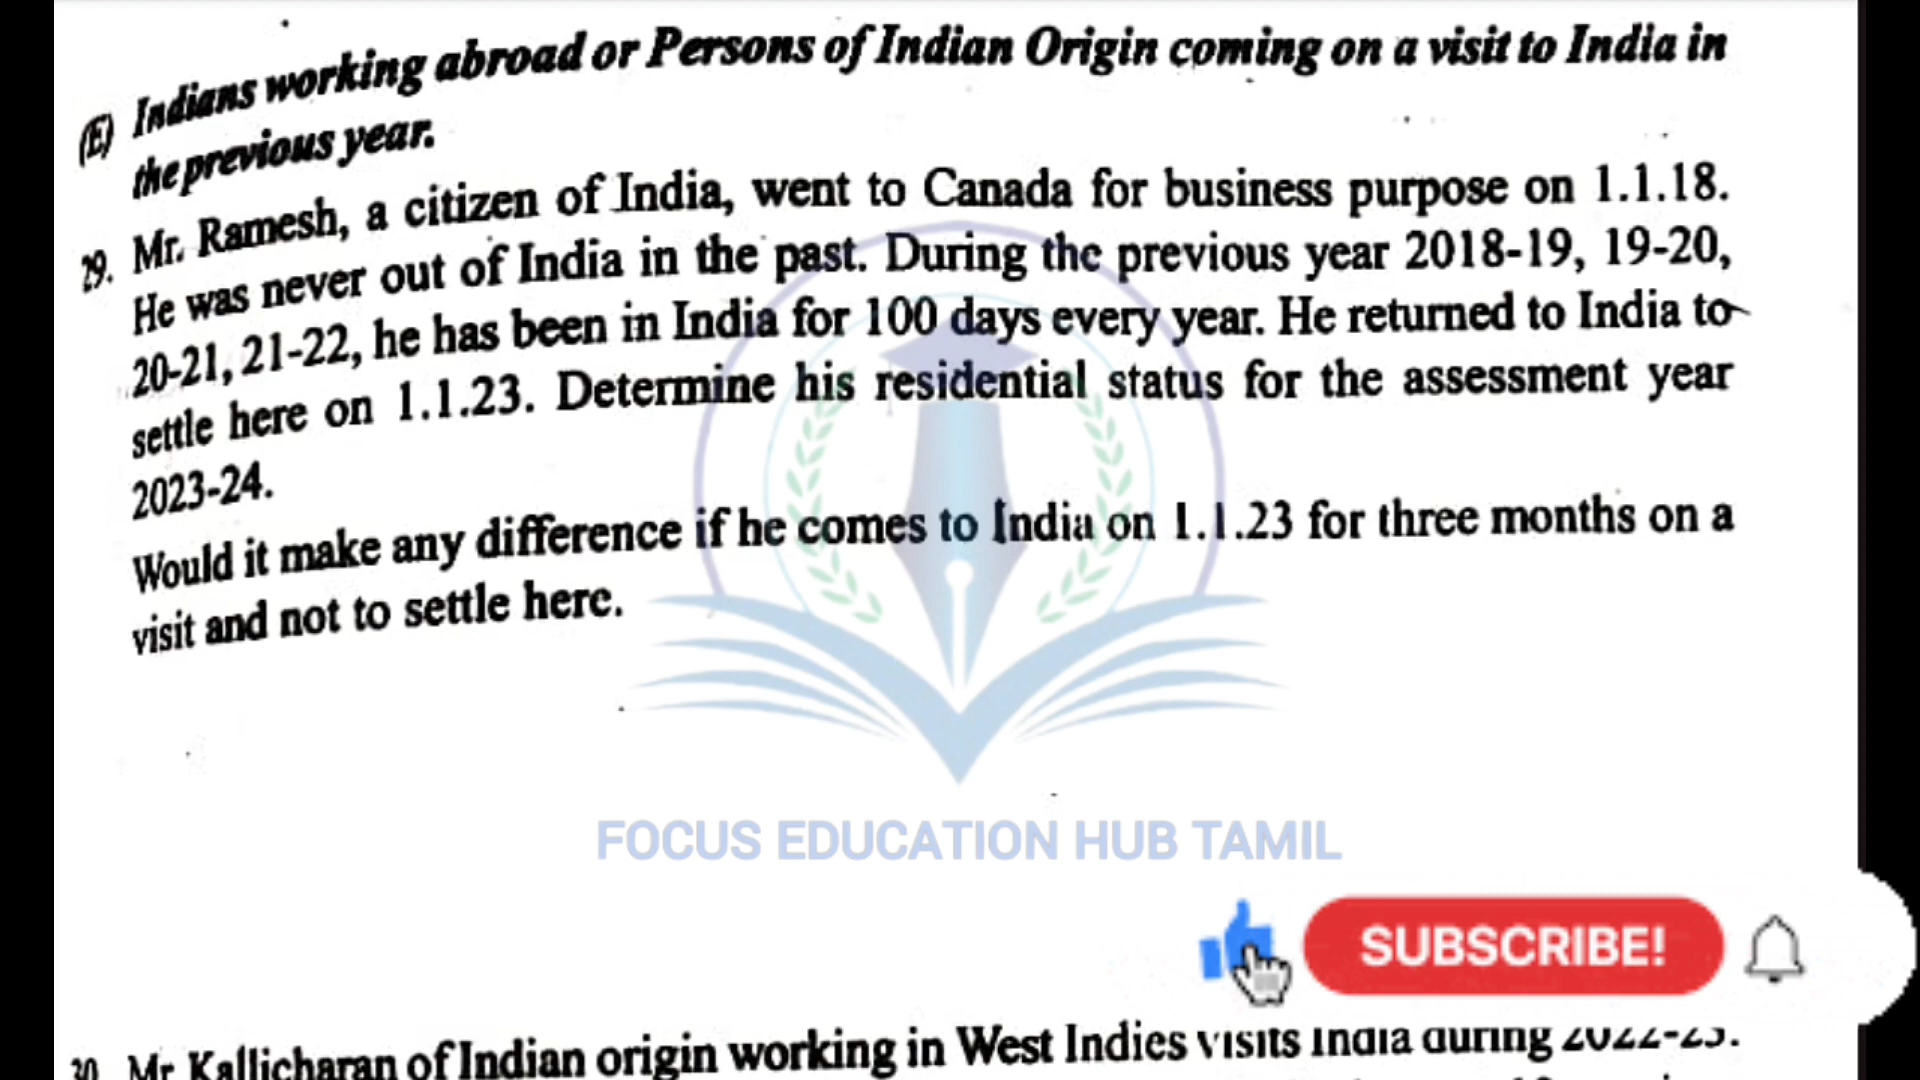 (E) Indians working abroad or Persons of Indian Origin coming on a visit to India in
the previous year.
29. Mr. Ramesh, a citizen of India, went to Canada for business purpose on 1.1.18.
He was never out of India in the past. During the previous year 2018-19, 19-20,
20-21, 21-22, he has been in India for 100 days every year. He returned to India to
settle here on 1.1.23. Determine his residential status for the assessment year
2023-24.
Would it make any difference if he comes to India on 1.1.23 for three months on a
visit and not to settle here.
FOCUS EDUCATION HUB TAMIL
SUBSCRIBE!
30. Mr Kallicharan of Indian origin working in West Indies visits India during 2022-23.